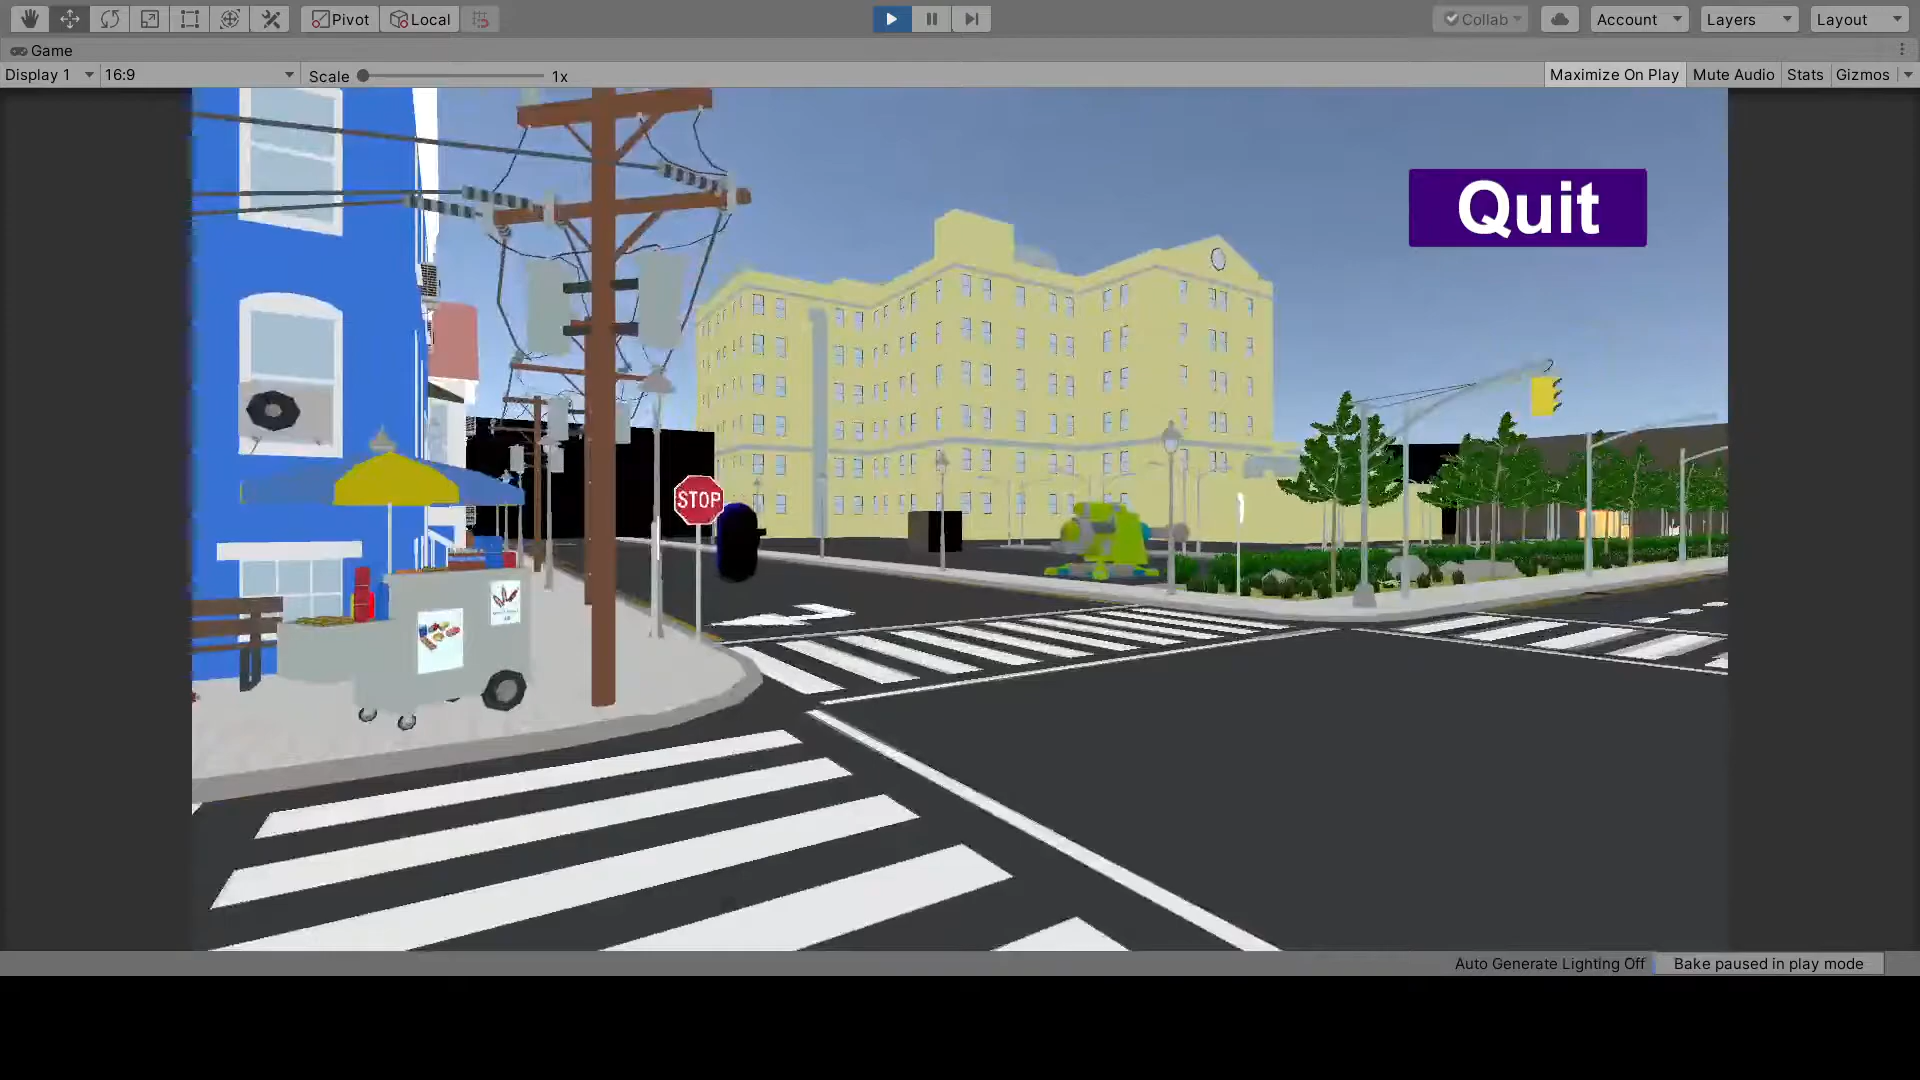 Pivot Local Collab Account Layers Layout
Game
Display 1 16:9 Scale 1x Maximize On Play Mute Audio Stats Gizmos
Quit
STOP
Auto Generate Lighting Off Bake paused in play mode